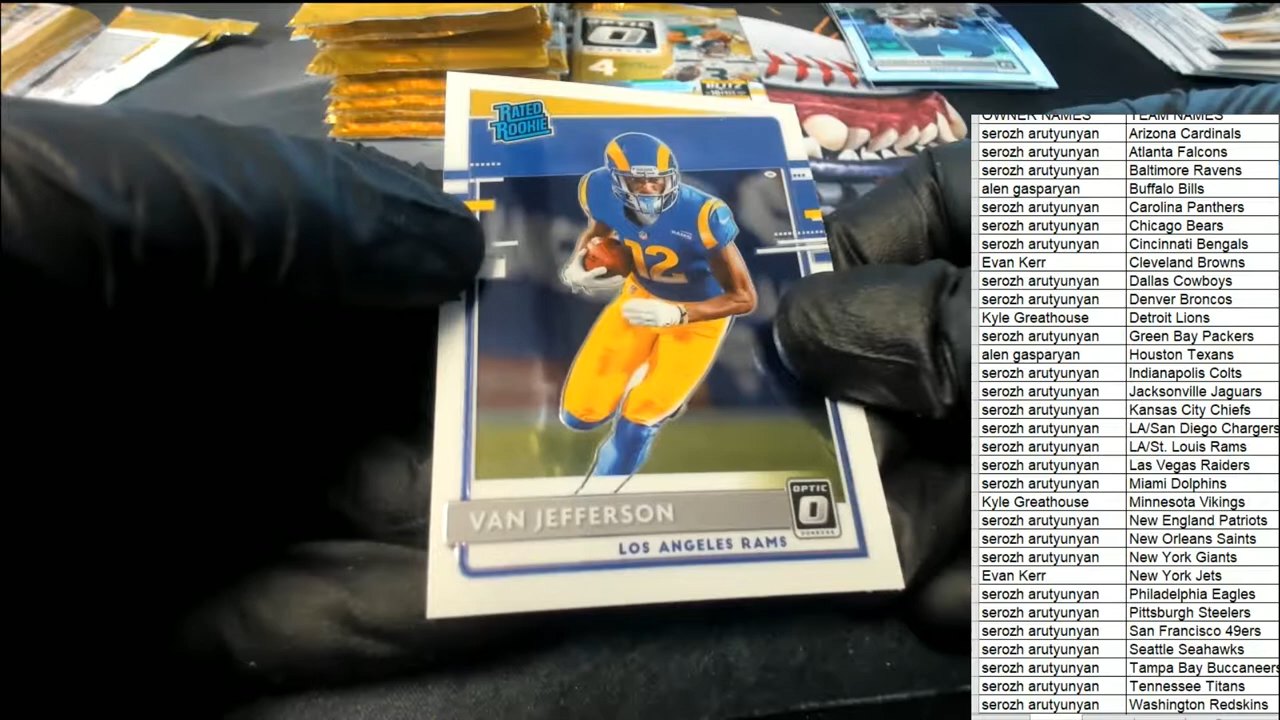 OPTIC
4
RATED
ROOKIE
12
VAN JEFFERSON
OPTIC
DONRUSS
LOS ANGELES RAMS
OWNER NAMES TEAM NAMES
serozh arutyunyan Arizona Cardinals
serozh arutyunyan Atlanta Falcons
serozh arutyunyan Baltimore Ravens
alen gasparyan Buffalo Bills
serozh arutyunyan Carolina Panthers
serozh arutyunyan Chicago Bears
serozh arutyunyan Cincinnati Bengals
Evan Kerr Cleveland Browns
serozh arutyunyan Dallas Cowboys
serozh arutyunyan Denver Broncos
Kyle Greathouse Detroit Lions
serozh arutyunyan Green Bay Packers
alen gasparyan Houston Texans
serozh arutyunyan Indianapolis Colts
serozh arutyunyan Jacksonville Jaguars
serozh arutyunyan Kansas City Chiefs
serozh arutyunyan LA/San Diego Chargers
serozh arutyunyan LA/St. Louis Rams
serozh arutyunyan Las Vegas Raiders
serozh arutyunyan Miami Dolphins
Kyle Greathouse Minnesota Vikings
serozh arutyunyan New England Patriots
serozh arutyunyan New Orleans Saints
serozh arutyunyan New York Giants
Evan Kerr New York Jets
serozh arutyunyan Philadelphia Eagles
serozh arutyunyan Pittsburgh Steelers
serozh arutyunyan San Francisco 49ers
serozh arutyunyan Seattle Seahawks
serozh arutyunyan Tampa Bay Buccaneers
serozh arutyunyan Tennessee Titans
serozh arutyunyan Washington Redskins